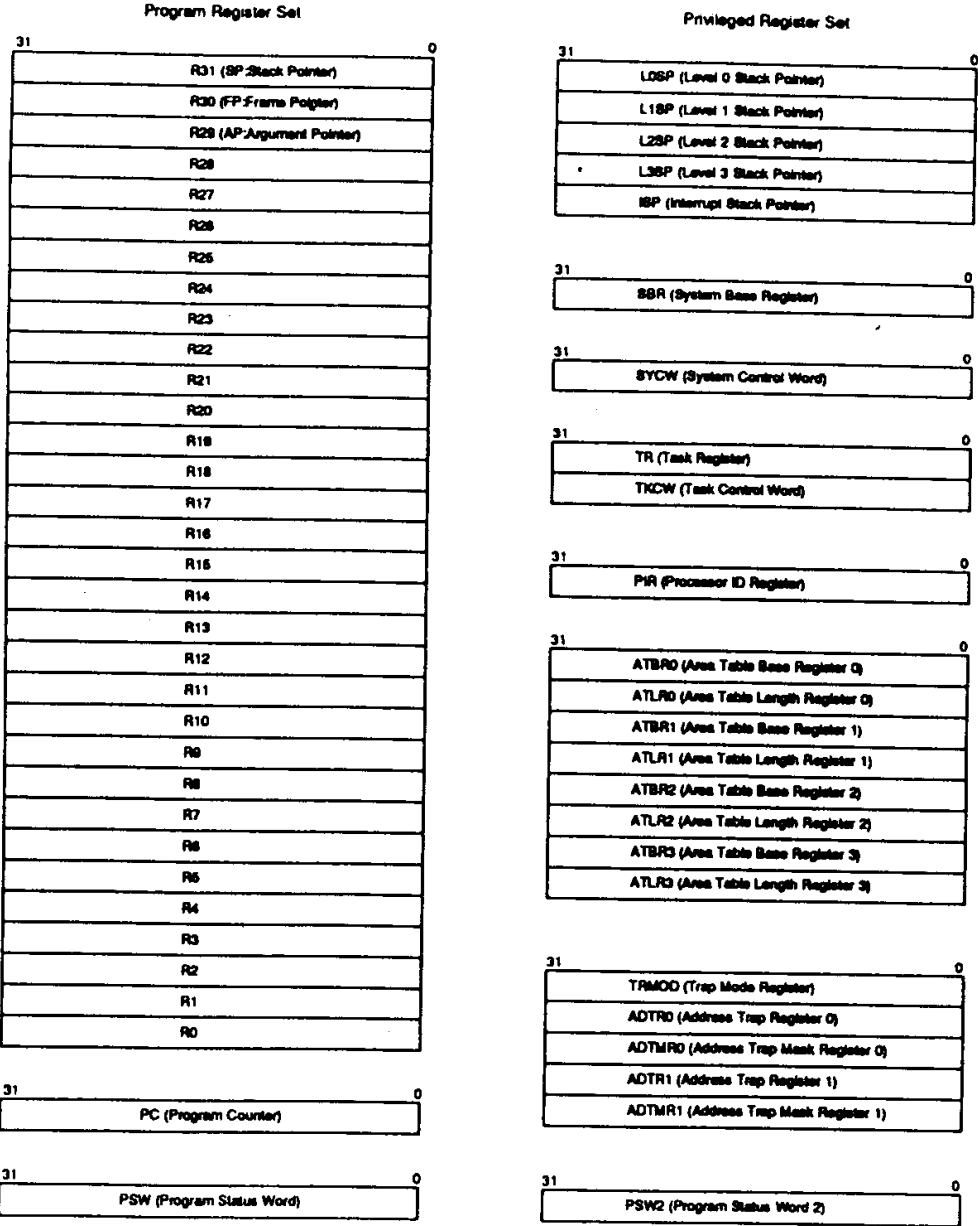 Program Register Set
31 0
R31 (SP:Stack Pointer)
R30 (FP:Frame Pointer)
R29 (AP:Argument Pointer)
R28
R27
R26
R25
R24
R23
R22
R21
R20
R19
R18
R17
R16
R15
R14
R13
R12
R11
R10
R9
R8
R7
R6
R5
R4
R3
R2
R1
R0
31 0
PC (Program Counter)
31 0
PSW (Program Status Word)
Privileged Register Set
31 0
L0SP (Level 0 Stack Pointer)
L1SP (Level 1 Stack Pointer)
L2SP (Level 2 Stack Pointer)
L3SP (Level 3 Stack Pointer)
ISP (Interrupt Stack Pointer)
31 0
SBR (System Base Register)
31 0
SYCW (System Control Word)
31 0
TR (Task Register)
TKCW (Task Control Word)
31 0
PIR (Processor ID Register)
31 0
ATBR0 (Area Table Base Register 0)
ATLR0 (Area Table Length Register 0)
ATBR1 (Area Table Base Register 1)
ATLR1 (Area Table Length Register 1)
ATBR2 (Area Table Base Register 2)
ATLR2 (Area Table Length Register 2)
ATBR3 (Area Table Base Register 3)
ATLR3 (Area Table Length Register 3)
31 0
TRMOD (Trap Mode Register)
ADTR0 (Address Trap Register 0)
ADTMR0 (Address Trap Mask Register 0)
ADTR1 (Address Trap Register 1)
ADTMR1 (Address Trap Mask Register 1)
31 0
PSW2 (Program Status Word 2)